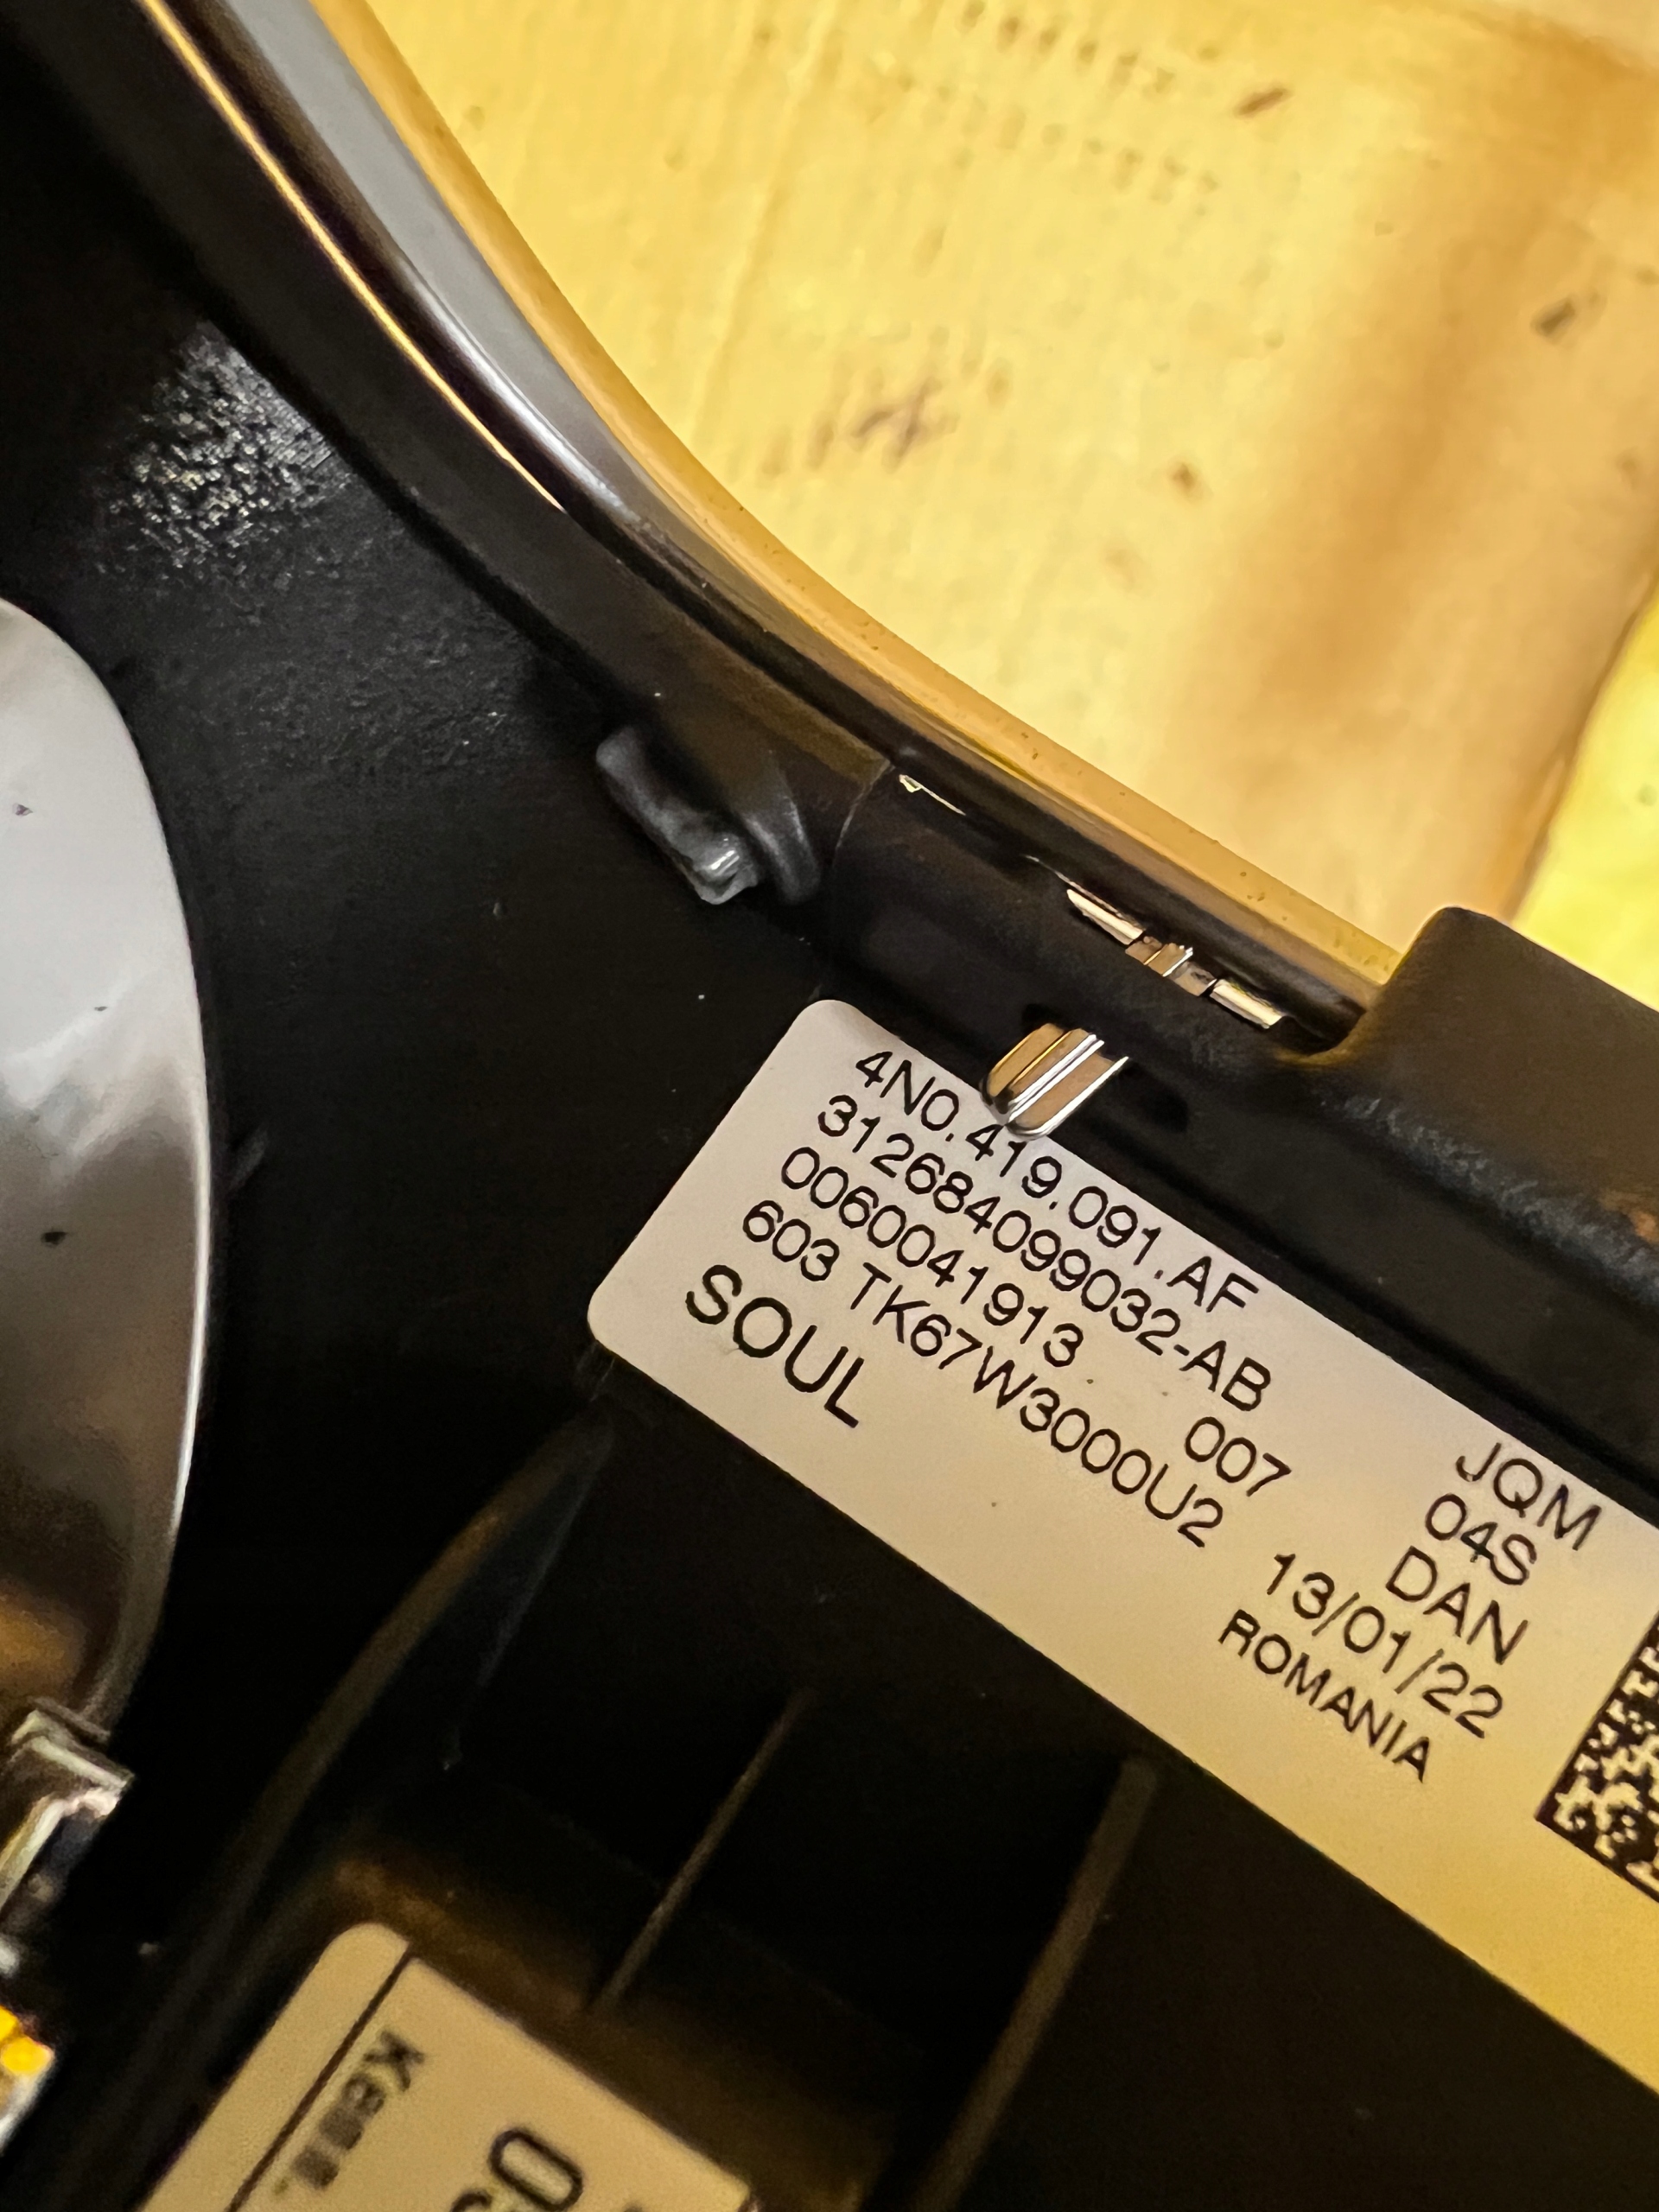 4N0.419.091.AF JQM
312684099032-AB 04S
0060041913 007 DAN
603 TK67W3000U2 13/01/22
SOUL ROMANIA